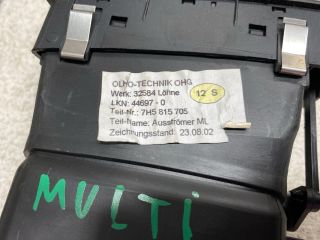 OLHO-TECHNIK OHG
Werk: 32584 Löhne
LKN: 44697 - 0
12 S
Teil-Nr.: 7H5 815 705
Teil-Name: Ausströmer ML
Zeichnungsstand: 23.08.02
MULTI